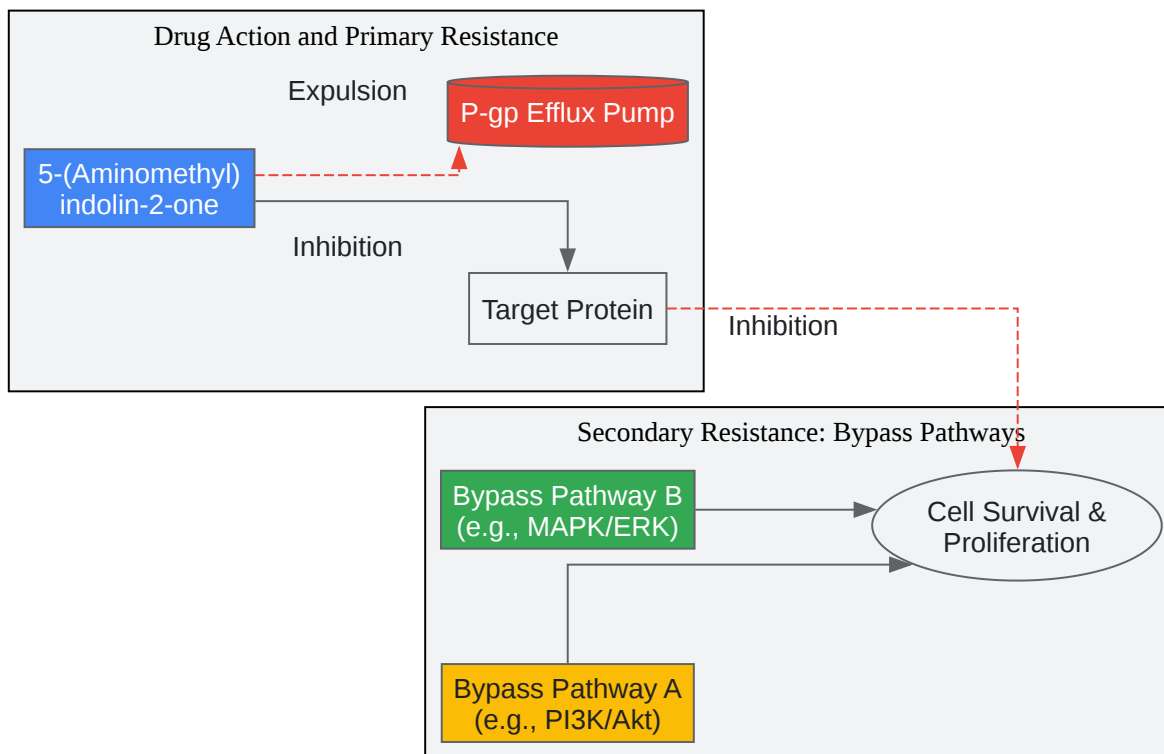 Drug Action and Primary Resistance
Expulsion
P-gp Efflux Pump
5-(Aminomethyl)
indolin-2-one
Inhibition
Target Protein
Inhibition
Secondary Resistance: Bypass Pathways
Bypass Pathway B
(e.g., MAPK/ERK)
Cell Survival &
Proliferation
Bypass Pathway A
(e.g., PI3K/Akt)